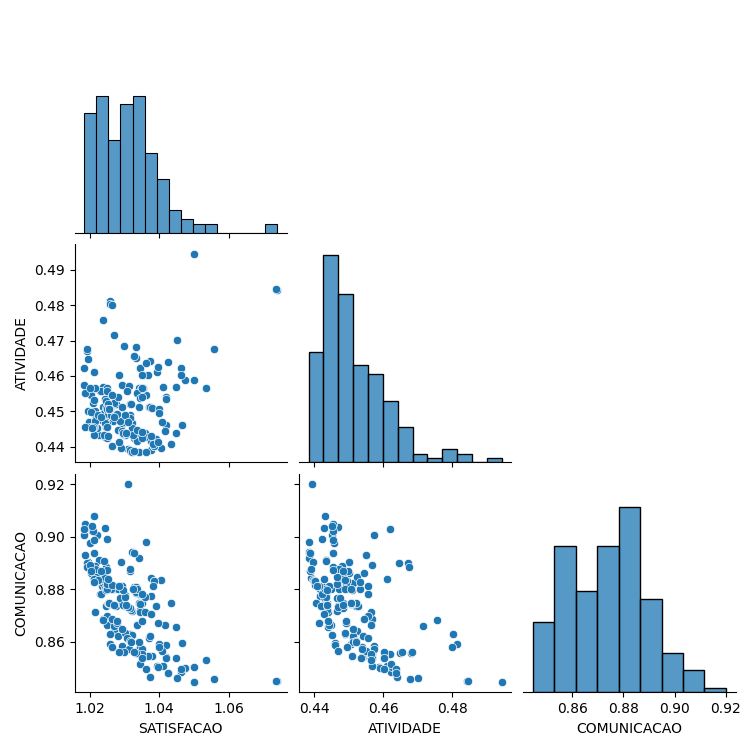 ATIVIDADE
0.49
0.48
0.47
0.46
0.45
0.44
COMUNICACAO
0.92
0.90
0.88
0.86
1.02 1.04 1.06
SATISFACAO
0.44 0.46 0.48
ATIVIDADE
0.86 0.88 0.90 0.92
COMUNICACAO